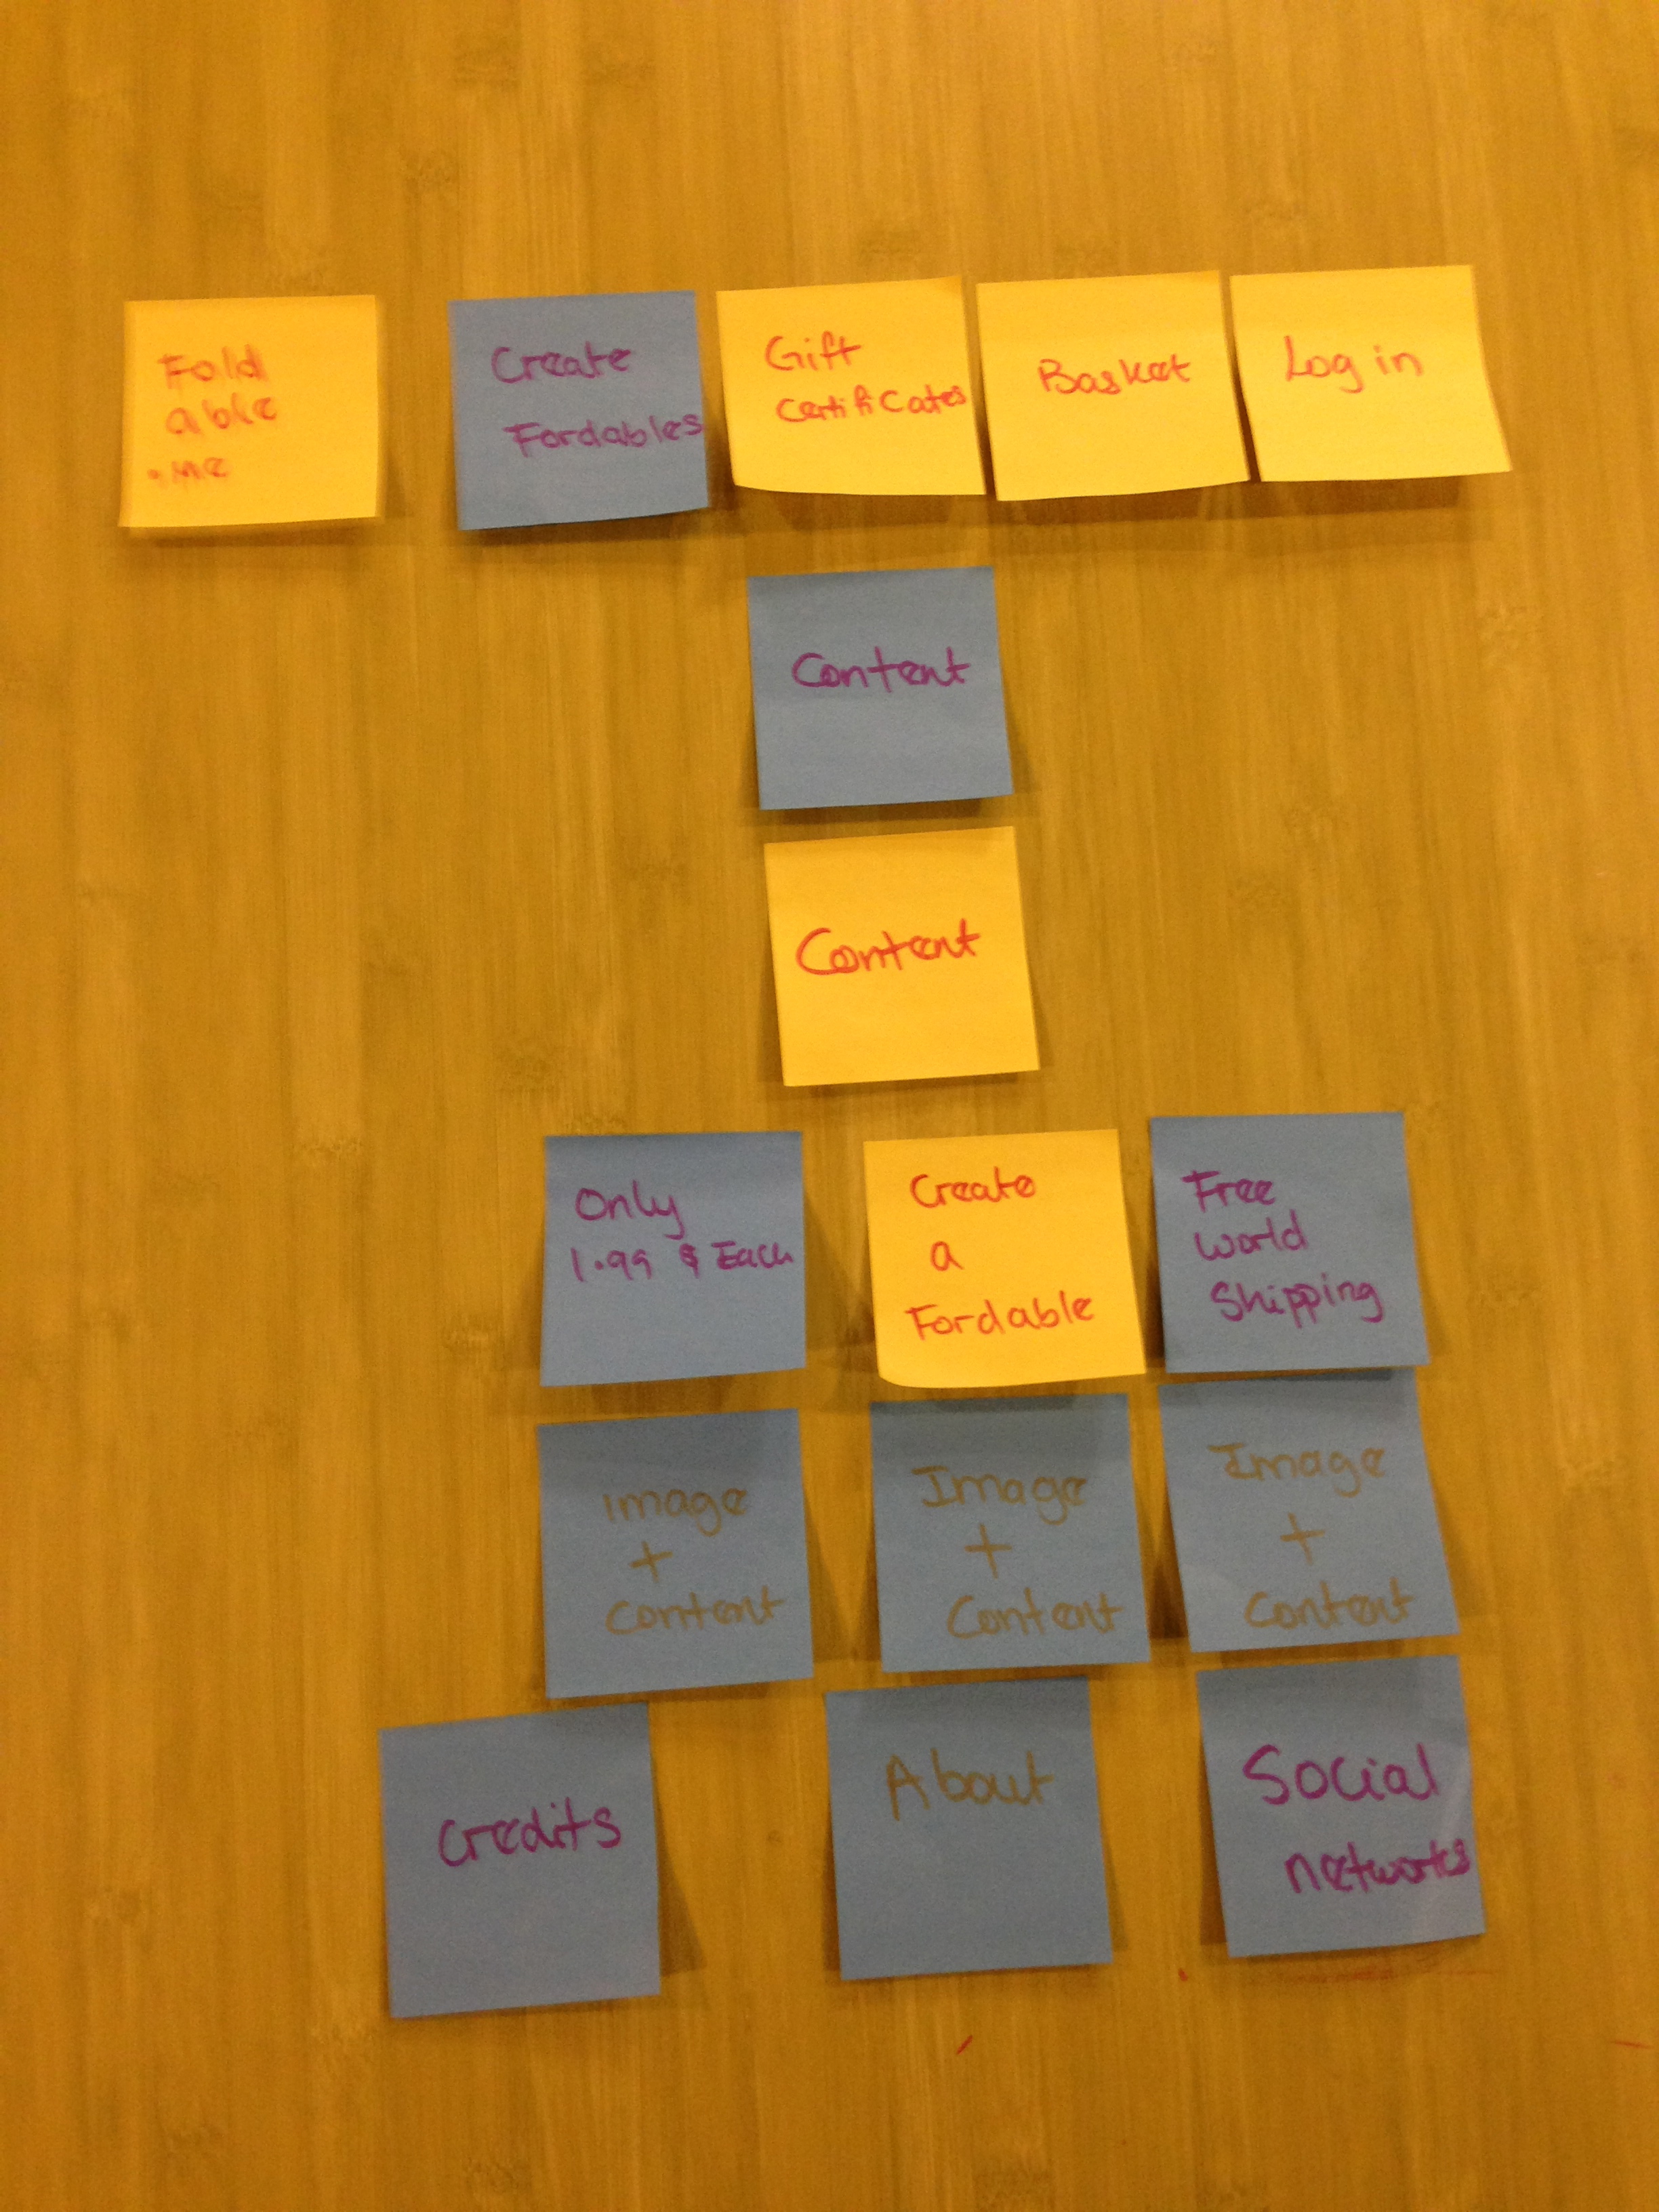 Fold
able
.me
Create
Fordables
Gift
Certificates
Basket
Log in
Content
Content
Only
1.99 $ Each
Create
a
Fordable
Free
World
Shipping
image
+
content
Image
+
Content
Image
+
Content
Credits
About
Social
networks